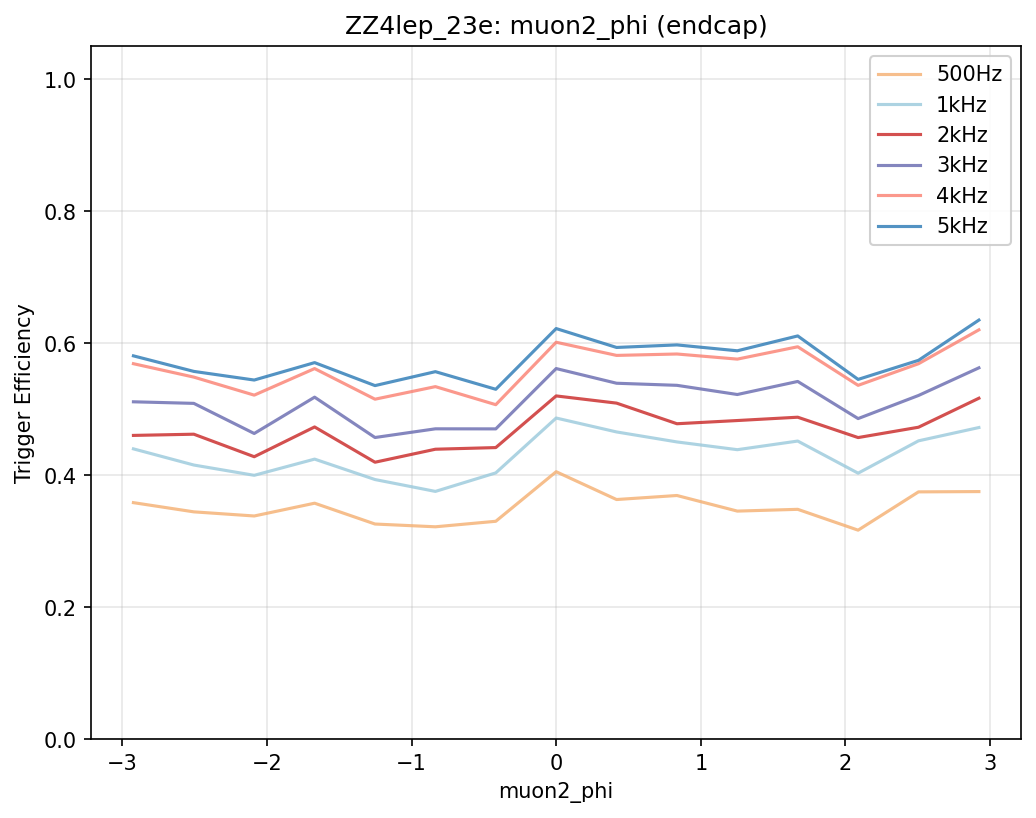 ZZ4lep_23e: muon2_phi (endcap)
Trigger Efficiency
1.0
0.8
0.6
0.4
0.2
0.0
500Hz
1kHz
2kHz
3kHz
4kHz
5kHz
−3
−2
−1
0
1
2
3
muon2_phi